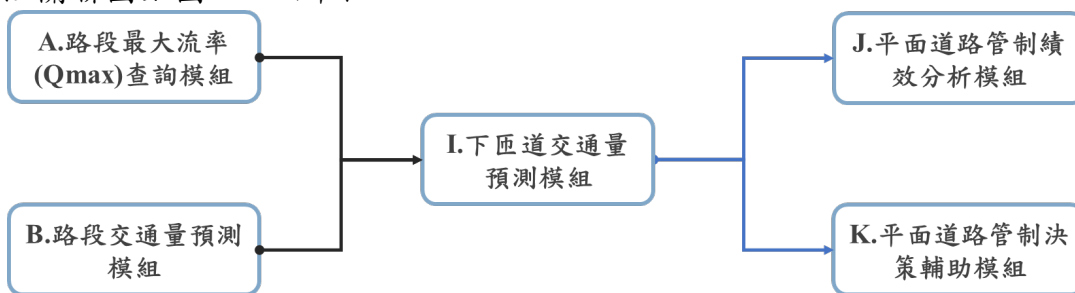 A.路段最大流率
(Qmax)查詢模組
B.路段交通量預測
模組
I.下匝道交通量
預測模組
J.平面道路管制績
效分析模組
K.平面道路管制決
策輔助模組